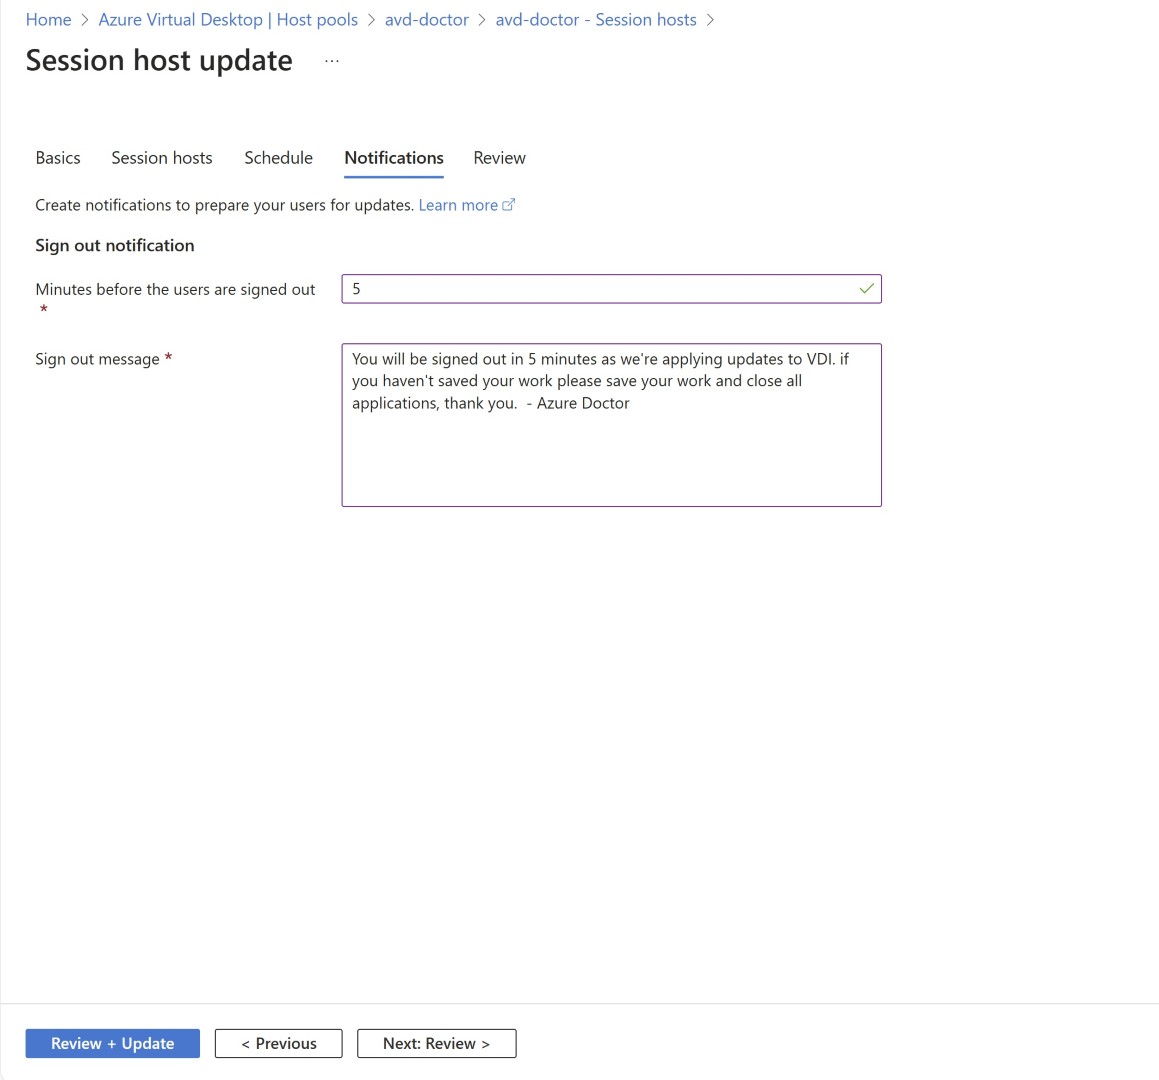 Home > Azure Virtual Desktop | Host pools > avd-doctor > avd-doctor - Session hosts >
Session host update ...
Basics Session hosts Schedule Notifications Review
Create notifications to prepare your users for updates. Learn more
Sign out notification
Minutes before the users are signed out
*
5
Sign out message *
You will be signed out in 5 minutes as we're applying updates to VDI. if
you haven't saved your work please save your work and close all
applications, thank you.  - Azure Doctor
Review + Update < Previous Next: Review >